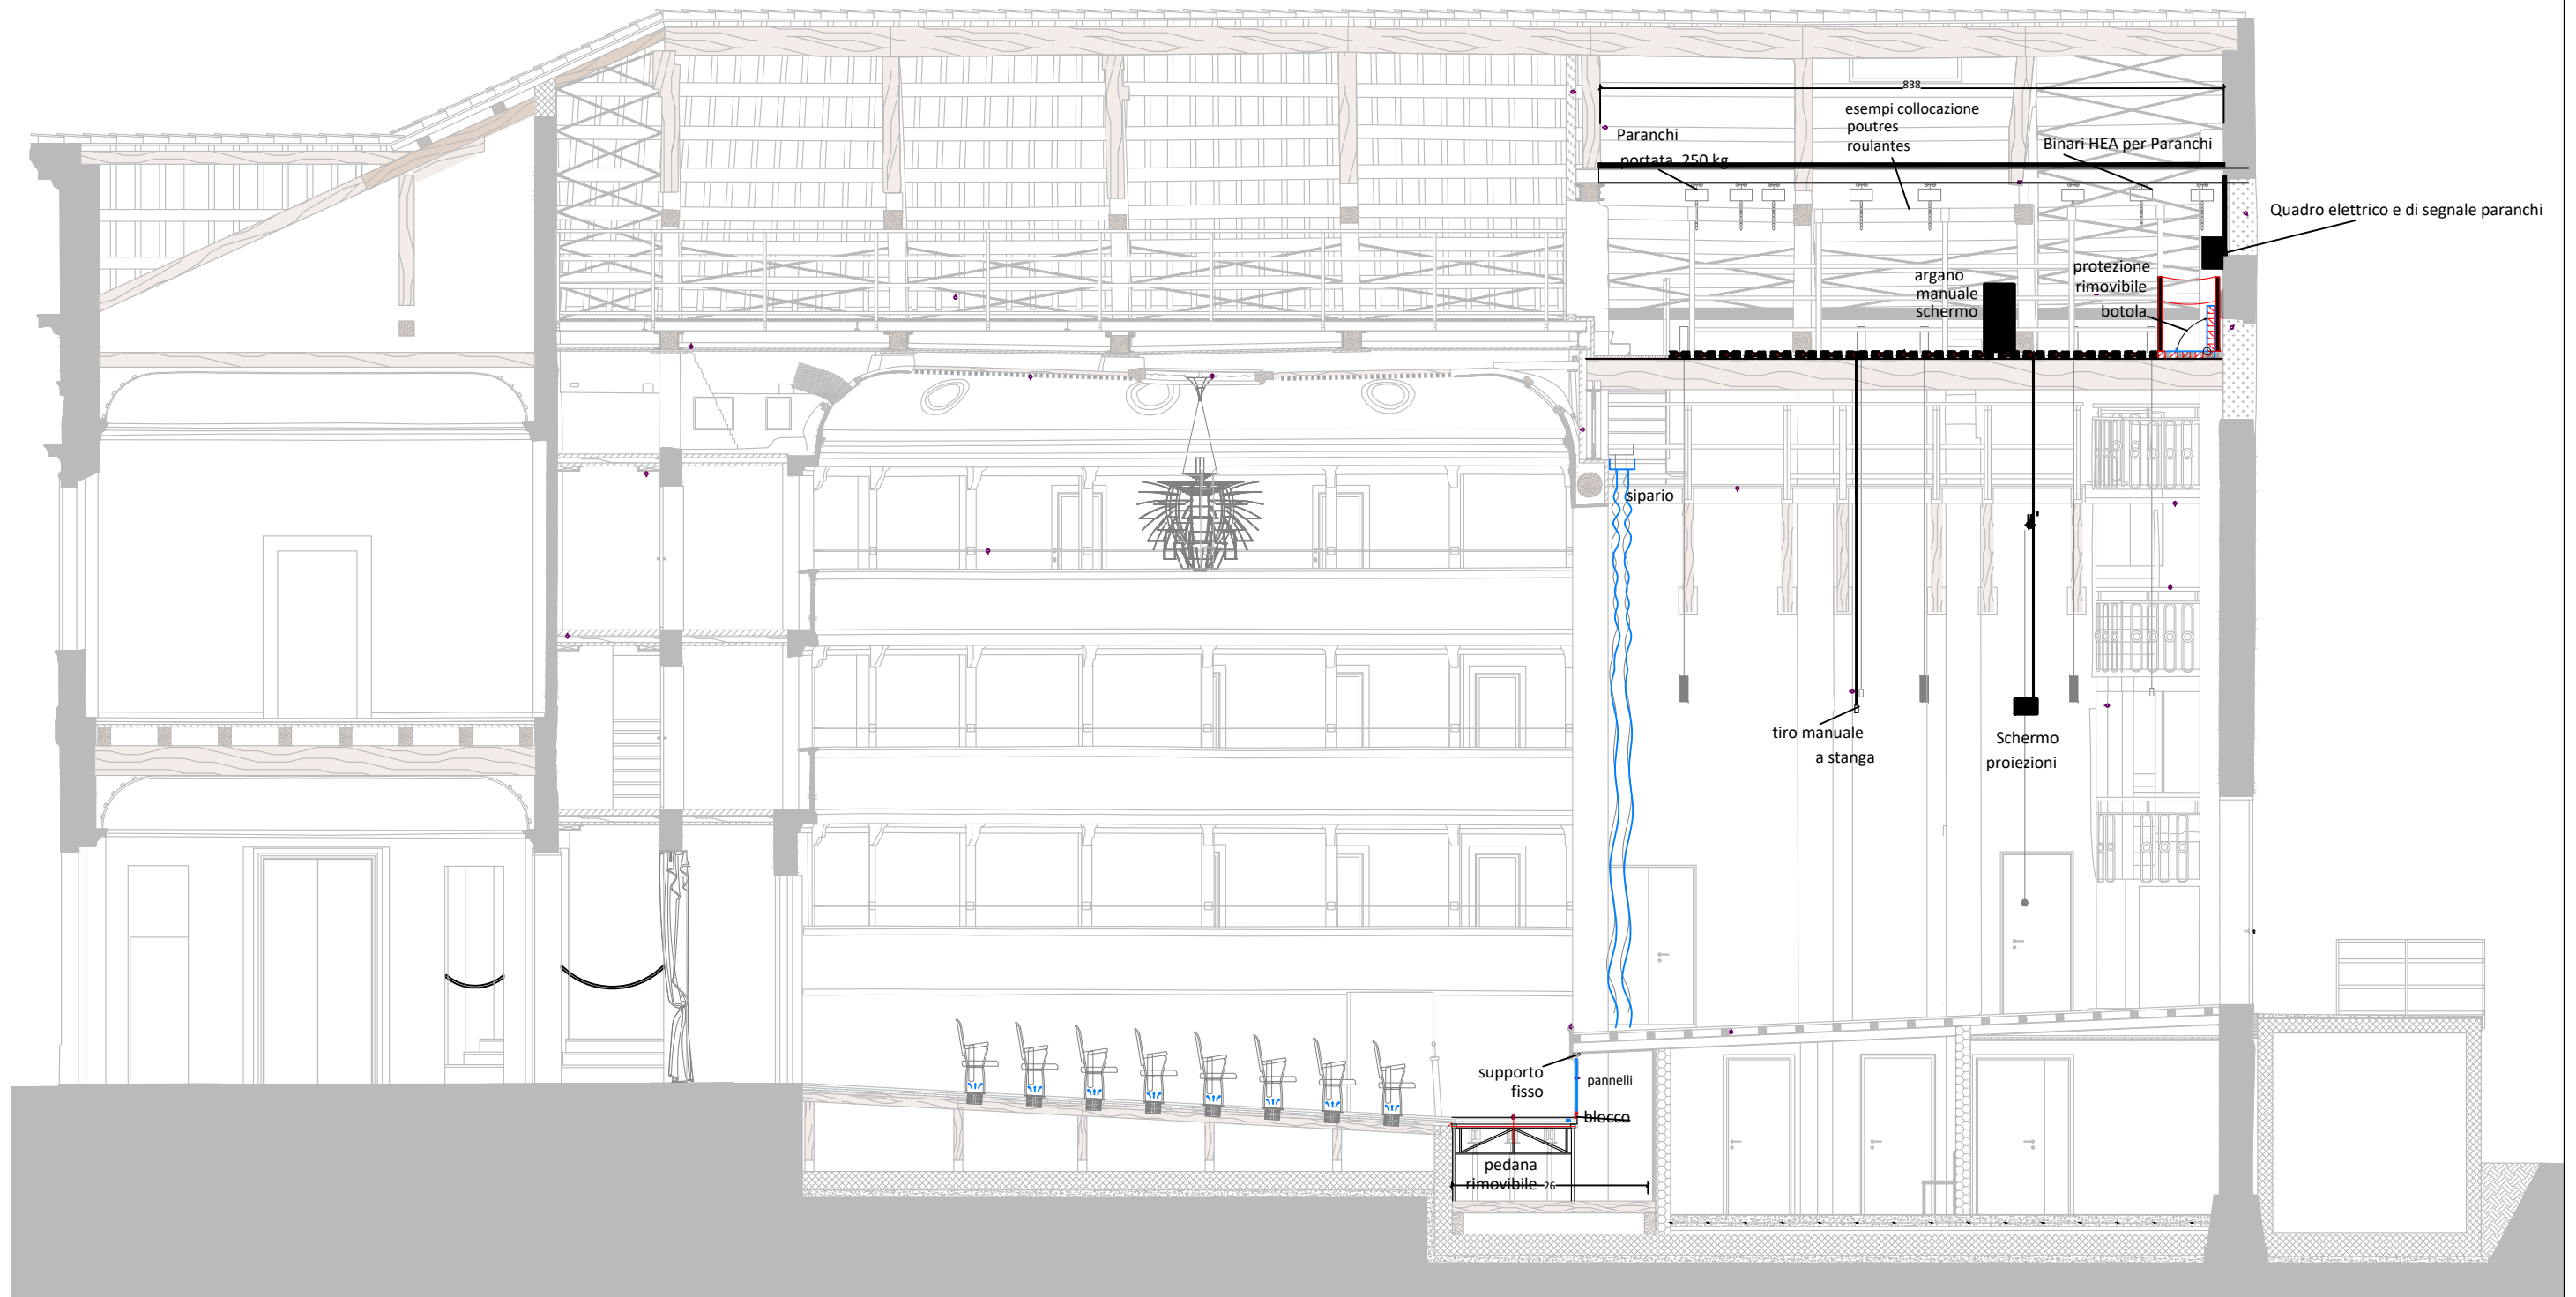 838
esempi collocazione
poutres
roulantes
Paranchi
portata 250 kg
Binari HEA per Paranchi
Quadro elettrico e di segnale paranchi
argano
manuale
schermo
protezione
rimovibile
botola
sipario
tiro manuale
a stanga
Schermo
proiezioni
supporto
fisso
pannelli
blocco
pedana
rimovibile 26